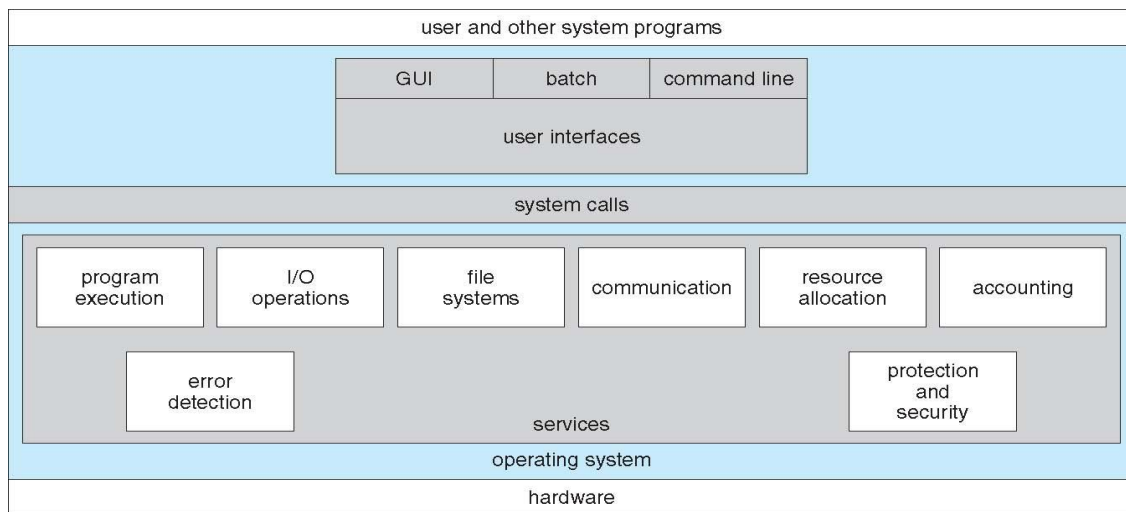 user and other system programs
GUI
batch
command line
user interfaces
system calls
program
execution
I/O
operations
file
systems
communication
resource
allocation
accounting
error
detection
protection
and
security
services
operating system
hardware